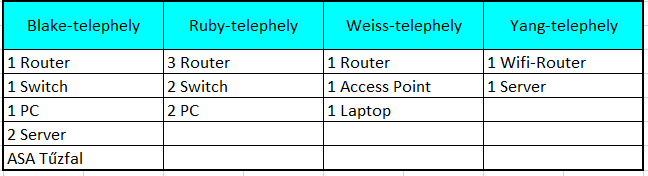 Blake-telephely Ruby-telephely Weiss-telephely Yang-telephely
1 Router 3 Router 1 Router 1 Wifi-Router
1 Switch 2 Switch 1 Access Point 1 Server
1 PC 2 PC 1 Laptop
2 Server
ASA Tűzfal